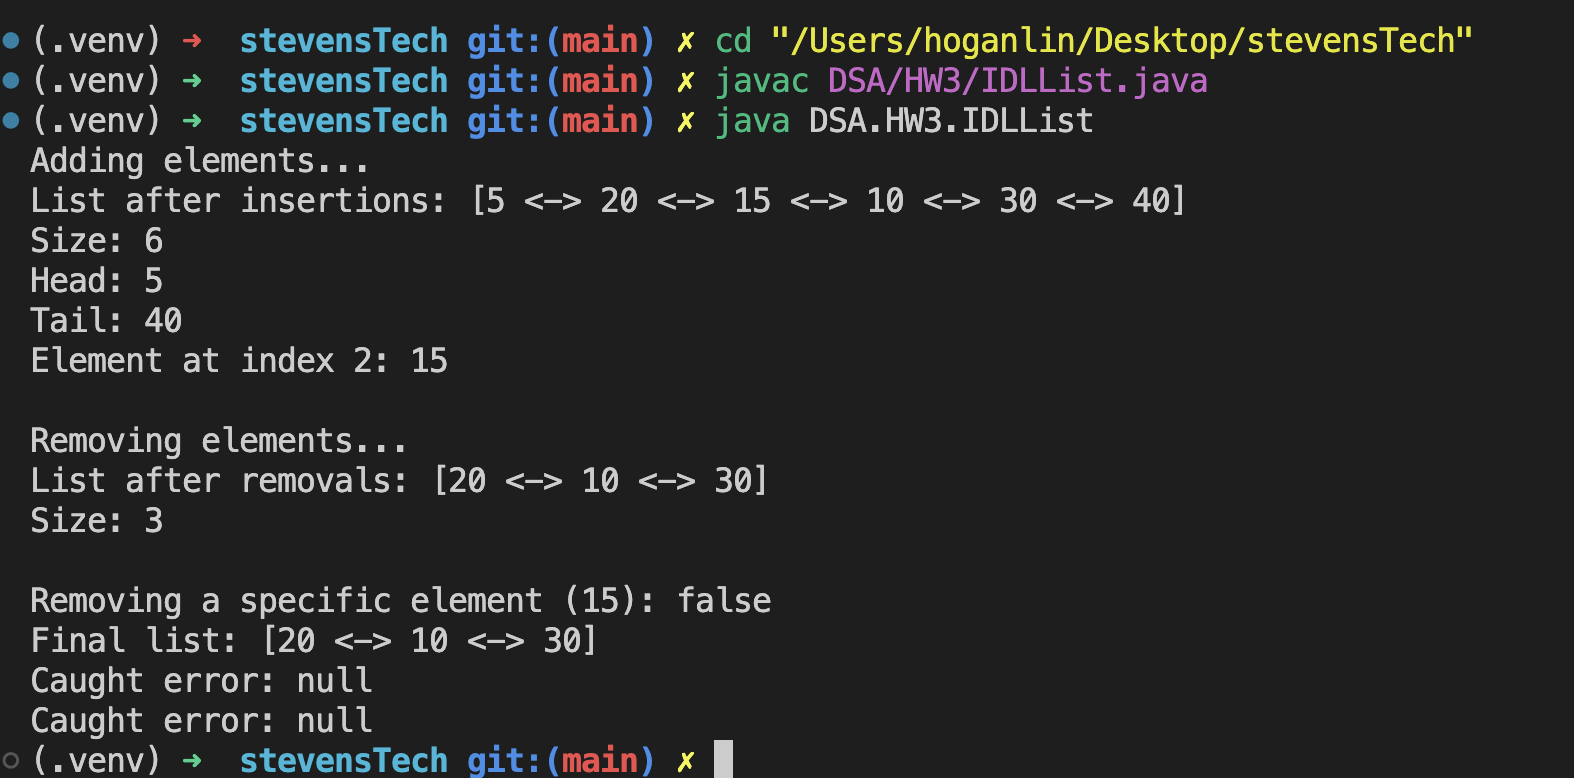 (.venv) → stevensTech git:(main) ✗ cd "/Users/hoganlin/Desktop/stevensTech"
(.venv) → stevensTech git:(main) ✗ javac DSA/HW3/IDLList.java
(.venv) → stevensTech git:(main) ✗ java DSA.HW3.IDLList
Adding elements...
List after insertions: [5 <-> 20 <-> 15 <-> 10 <-> 30 <-> 40]
Size: 6
Head: 5
Tail: 40
Element at index 2: 15
Removing elements...
List after removals: [20 <-> 10 <-> 30]
Size: 3
Removing a specific element (15): false
Final list: [20 <-> 10 <-> 30]
Caught error: null
Caught error: null
(.venv) → stevensTech git:(main) ✗